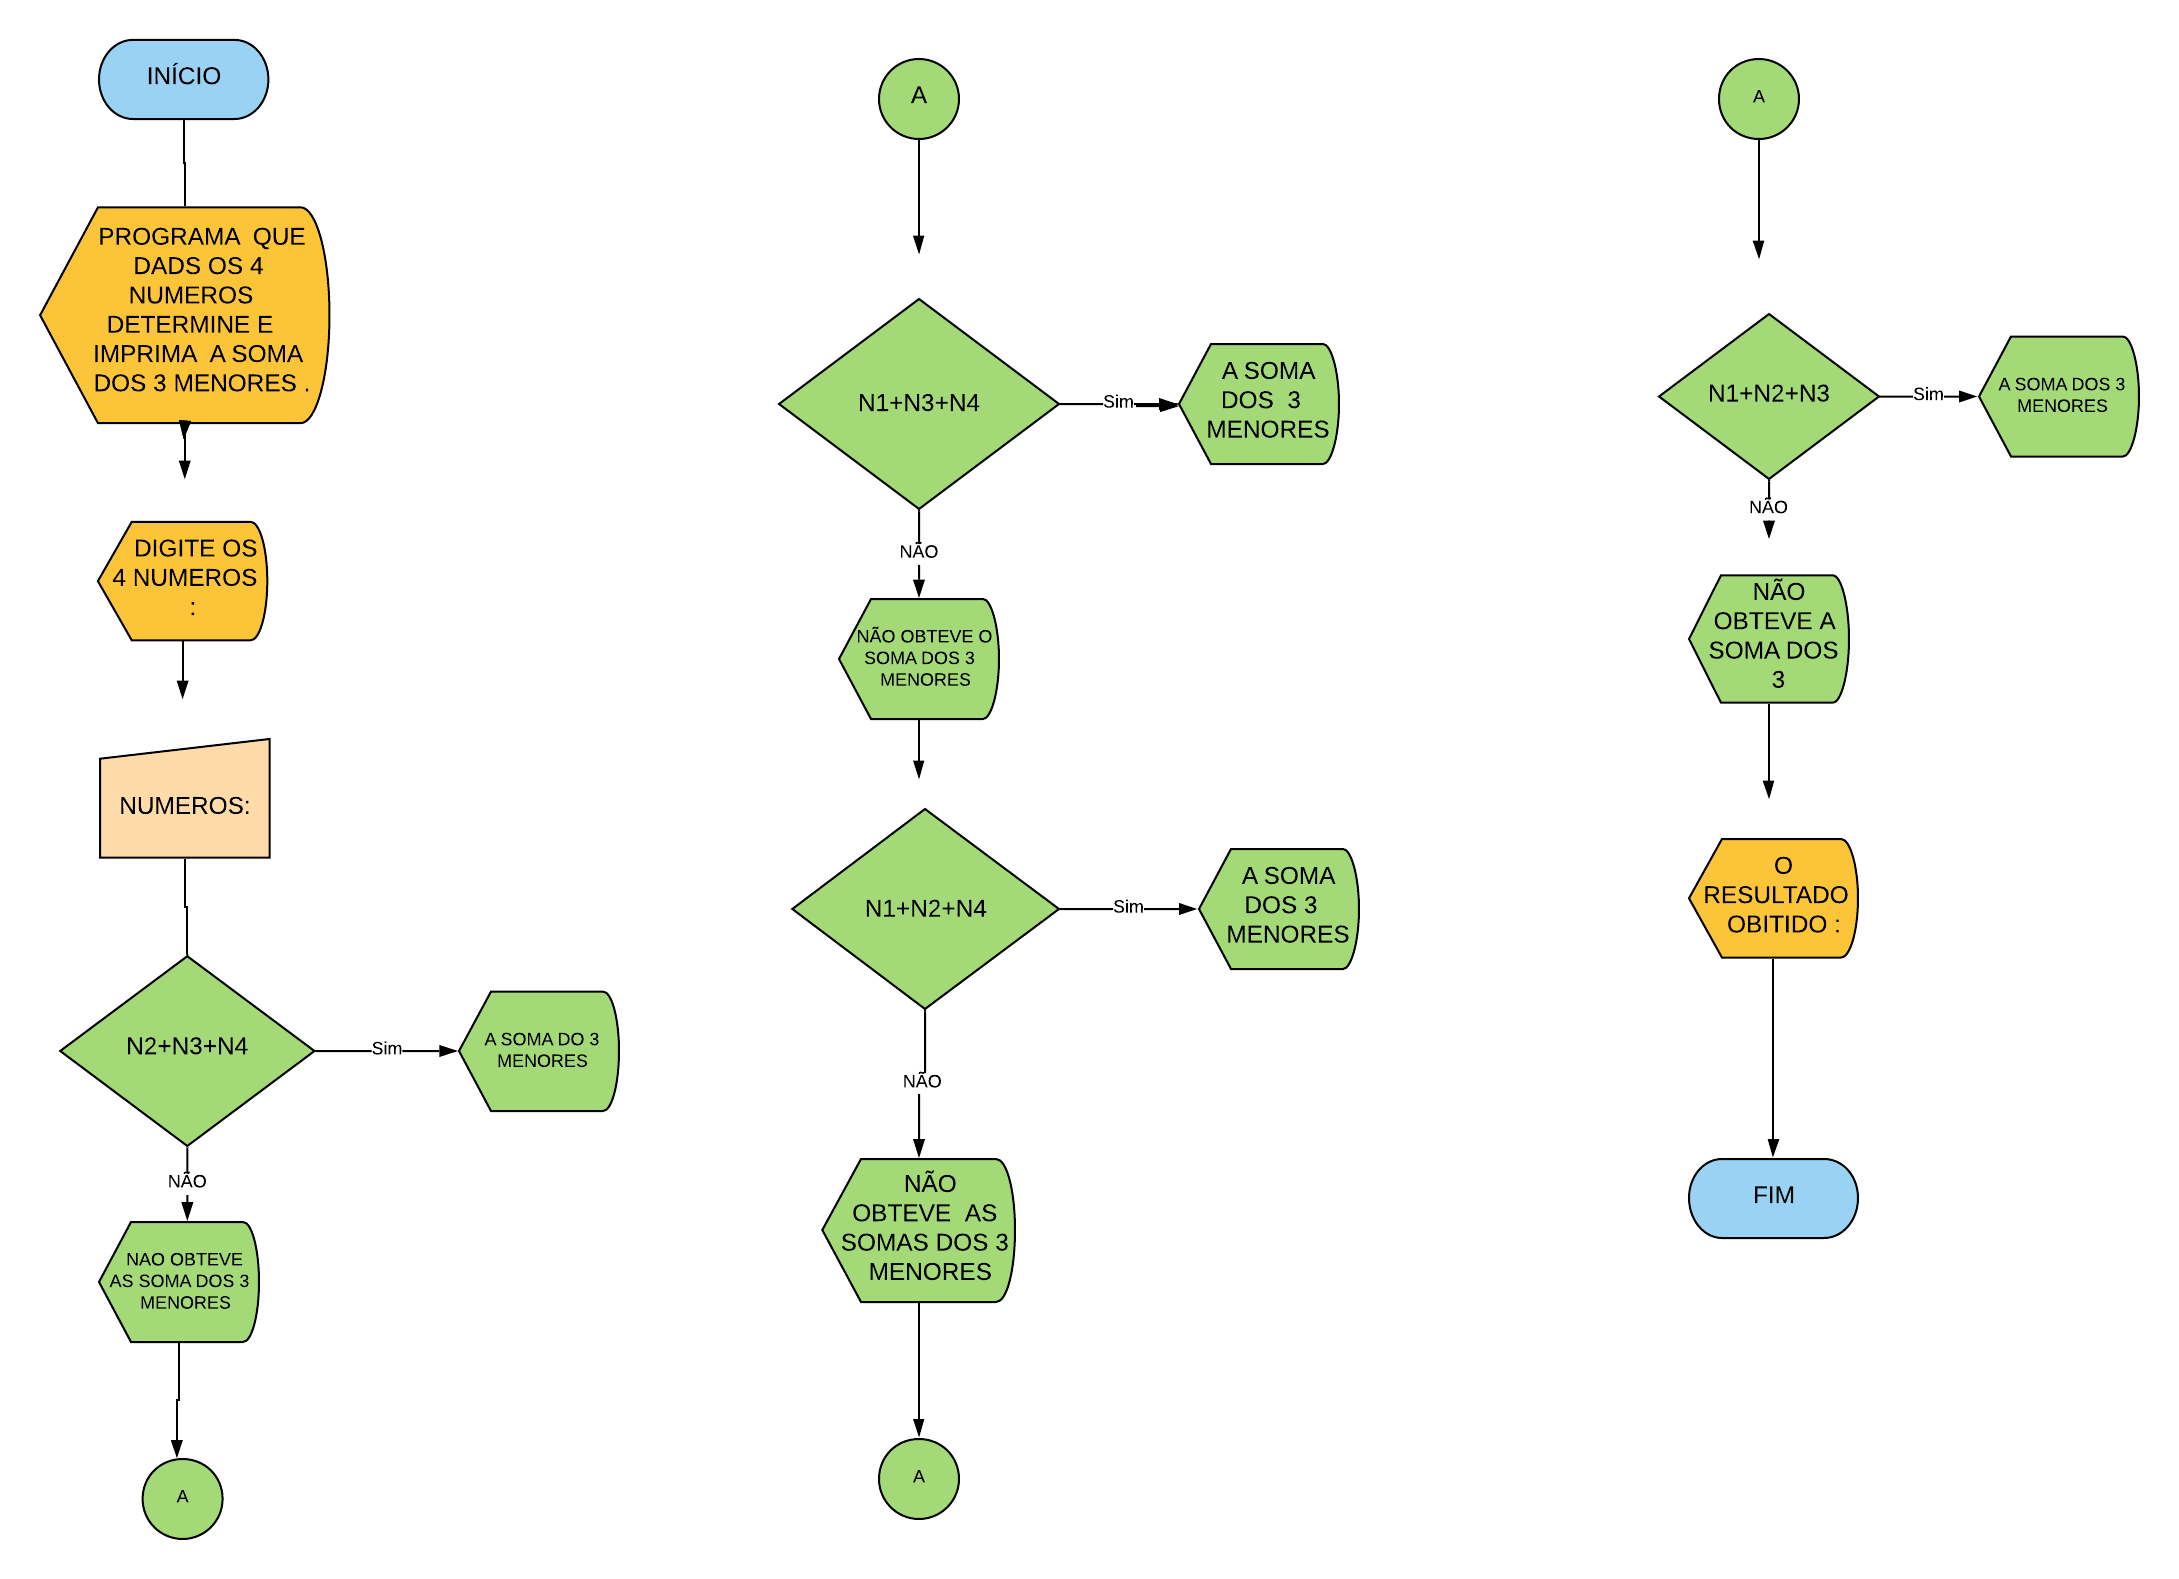 INÍCIO
PROGRAMA QUE
DADS OS 4
NUMEROS
DETERMINE E
IMPRIMA A SOMA
DOS 3 MENORES .
DIGITE OS
4 NUMEROS
:
NUMEROS:
N2+N3+N4
Sim
A SOMA DO 3
MENORES
NÃO
NAO OBTEVE
AS SOMA DOS 3
MENORES
A
A
N1+N3+N4
Sim
A SOMA
DOS 3
MENORES
NÃO
NÃO OBTEVE O
SOMA DOS 3
MENORES
N1+N2+N4
Sim
A SOMA
DOS 3
MENORES
NÃO
NÃO
OBTEVE AS
SOMAS DOS 3
MENORES
A
A
N1+N2+N3
Sim
A SOMA DOS 3
MENORES
NÃO
NÃO
OBTEVE A
SOMA DOS
3
O
RESULTADO
OBITIDO :
FIM